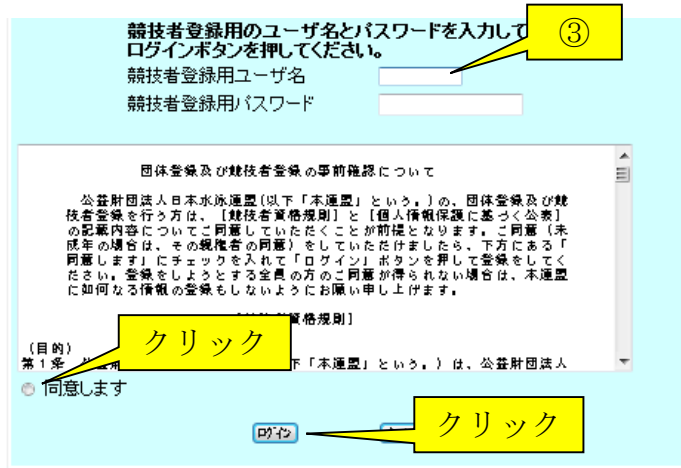 競技者登録用のユーザ名とパスワードを入力して
ログインボタンを押してください。
③
競技者登録用ユーザ名
競技者登録用パスワード
団体登録及び競技者登録の事前確認について
公益財団法人日本水泳連盟(以下「本連盟」という。)の、団体登録及び競
技者登録を行う方は、[競技者資格規則]と[個人情報保護に基づく公表]
の記載内容についてご同意していただくことが前提となります。ご同意(未
成年の場合は、その親権者の同意)をしていただけましたら、下方にある「
同意します」にチェックを入れて「ログイン」ボタンを押して登録をしてく
ださい。登録をしようとする全員の方のご同意が得られない場合は、本連盟
に如何なる情報の登録もしないようにお願い申し上げます。
資格規則]
クリック
(目的)
第1条 下「本連盟」という。)は、公益財団法人
同意します
ログイン
クリック